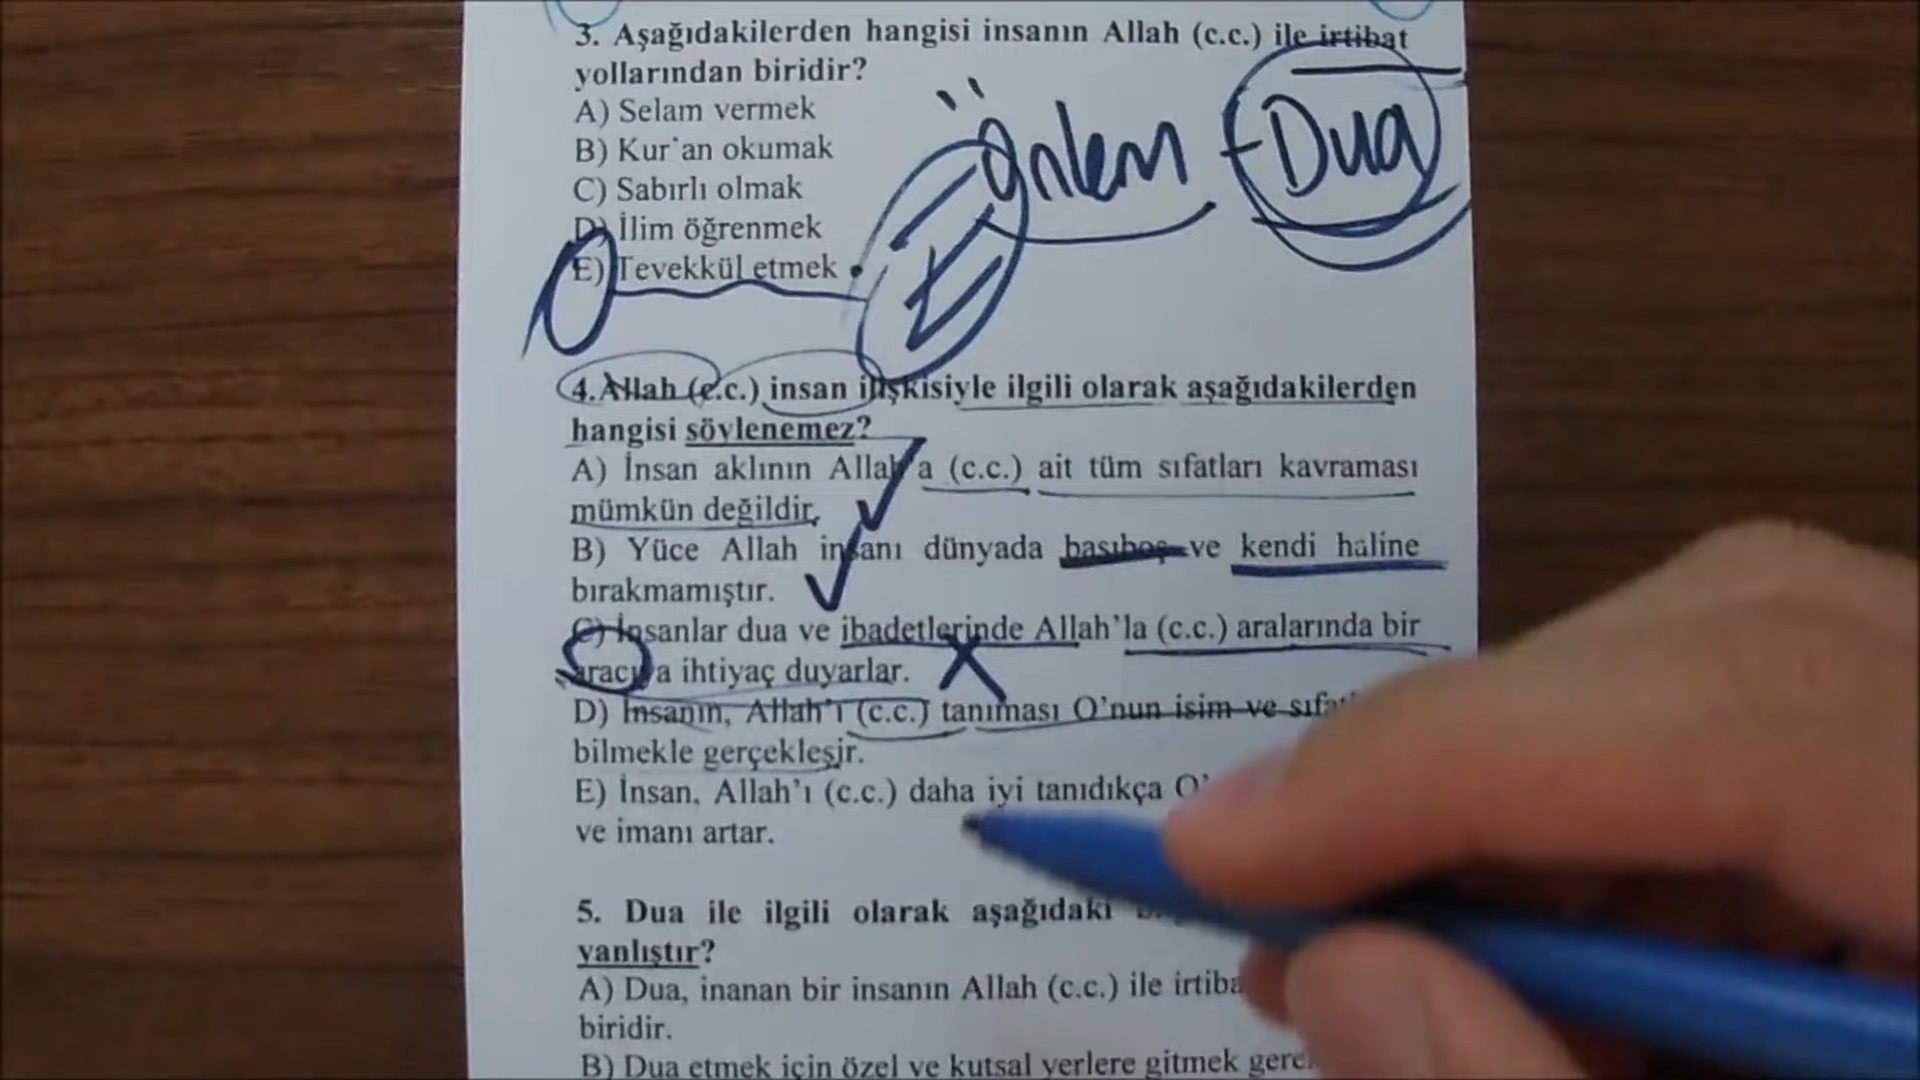 3. Aşağıdakilerden hangisi insanın Allah (c.c.) ile irtibat
yollarından biridir?
A) Selam vermek
B) Kur'an okumak
C) Sabırlı olmak
D) İlim öğrenmek
E) Tevekkül etmek
Önlem + Dua
E
4. Allah (c.c.) insan ilişkisiyle ilgili olarak aşağıdakilerden
hangisi söylenemez?
A) İnsan aklının Allah'a (c.c.) ait tüm sıfatları kavraması
mümkün değildir.
B) Yüce Allah insanı dünyada başıboş ve kendi haline
bırakmamıştır.
C) İnsanlar dua ve ibadetlerinde Allah'la (c.c.) aralarında bir
aracıya ihtiyaç duyarlar.
D) İnsanın, Allah'ı (c.c.) tanıması O'nun isim ve
bilmekle gerçekleşir.
E) İnsan, Allah'ı (c.c.) daha iyi tanıdıkça
ve imanı artar.
5. Dua ile ilgili olarak aşağıdaki
yanlıştır?
A) Dua, inanan bir insanın Allah (c.c.) ile
biridir.
B) Dua etmek için özel ve kutsal yerlere gitmek